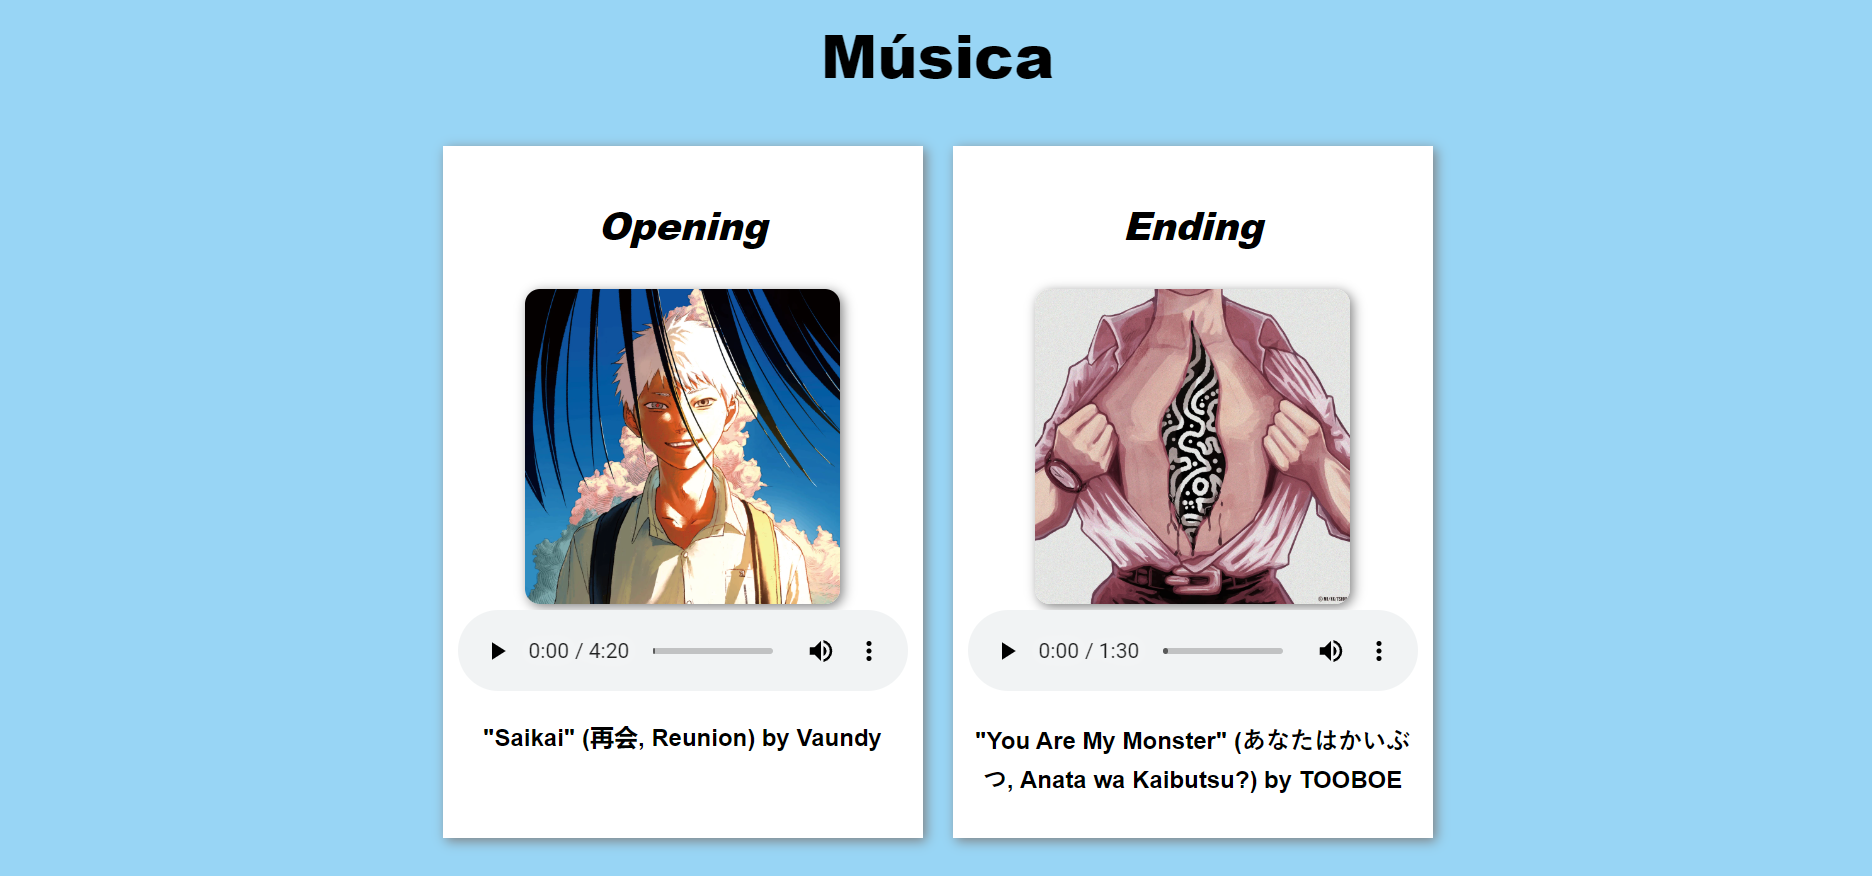 Música
Opening
Ending
0:00 / 4:20
0:00 / 1:30
"Saikai" (再会, Reunion) by Vaundy
"You Are My Monster" (あなたはかいぶ
つ, Anata wa Kaibutsu?) by TOOBOE